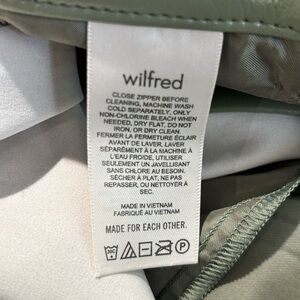 wilfred
CLOSE ZIPPER BEFORE
CLEANING, MACHINE WASH
COLD SEPARATELY, ONLY
NON-CHLORINE BLEACH WHEN
NEEDED, DRY FLAT, DO NOT
IRON, OR DRY CLEAN.
FERMER LA FERMETURE ÉCLAIR
AVANT DE LAVER, LAVER
SÉPARÉMENT À LA MACHINE À
L'EAU FROIDE, UTILISER
SEULEMENT UN JAVELLISANT
SANS CHLORE AU BESOIN,
SÉCHER À PLAT, NE PAS
REPASSER, OU NETTOYER À
SEC.
MADE IN VIETNAM
FABRIQUÉ AU VIETNAM
MADE FOR EACH OTHER.
P